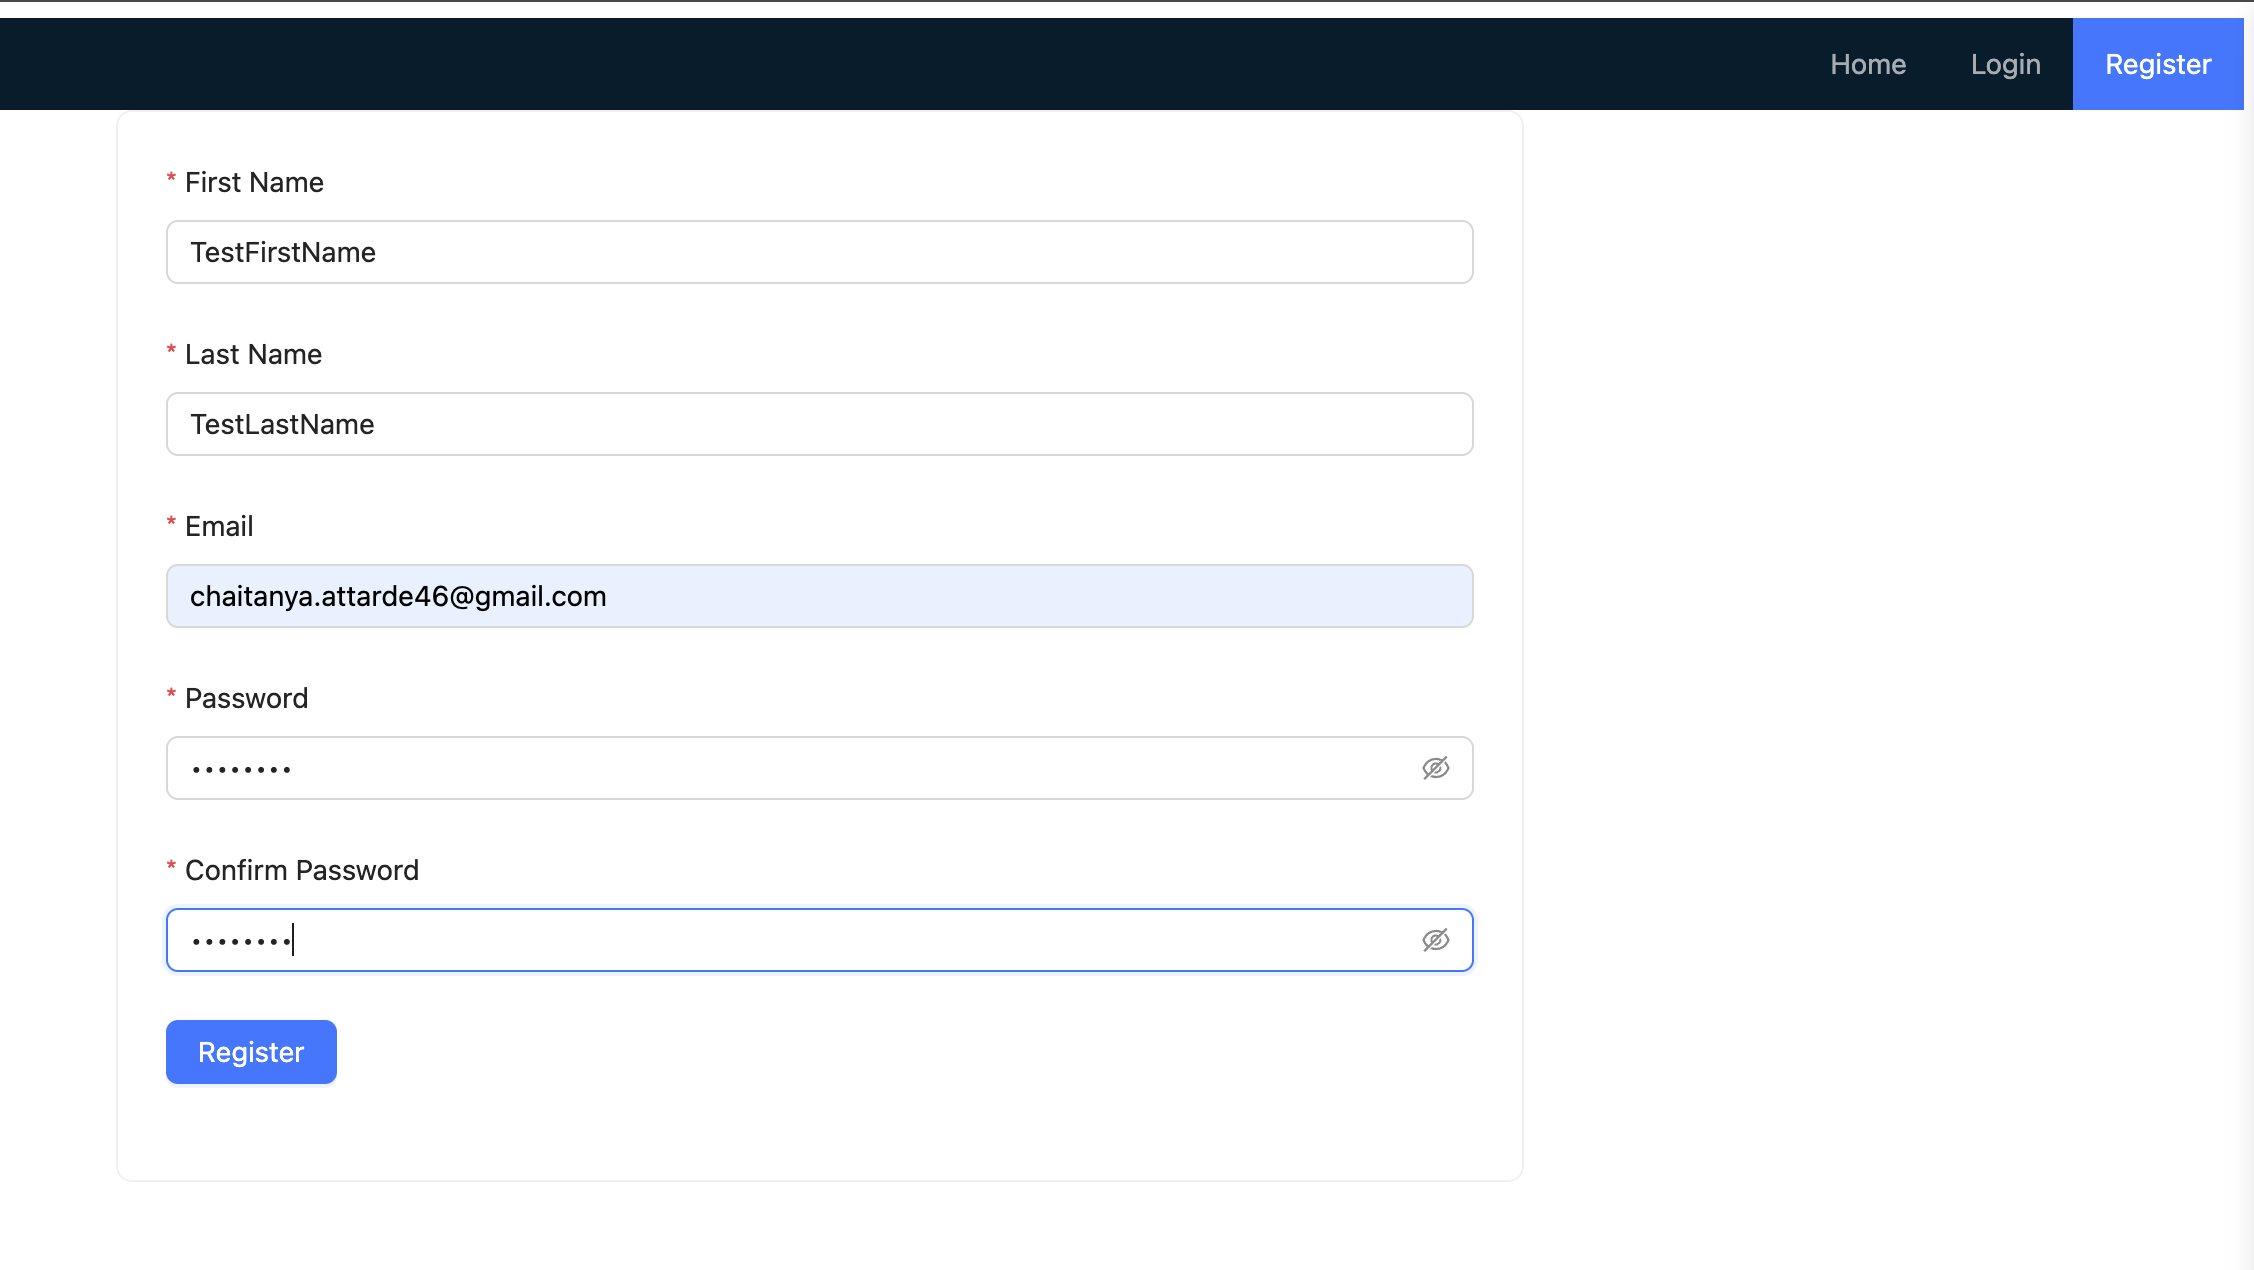 Home Login Register
* First Name
TestFirstName
* Last Name
TestLastName
* Email
chaitanya.attarde46@gmail.com
* Password
••••••••
* Confirm Password
••••••••
Register